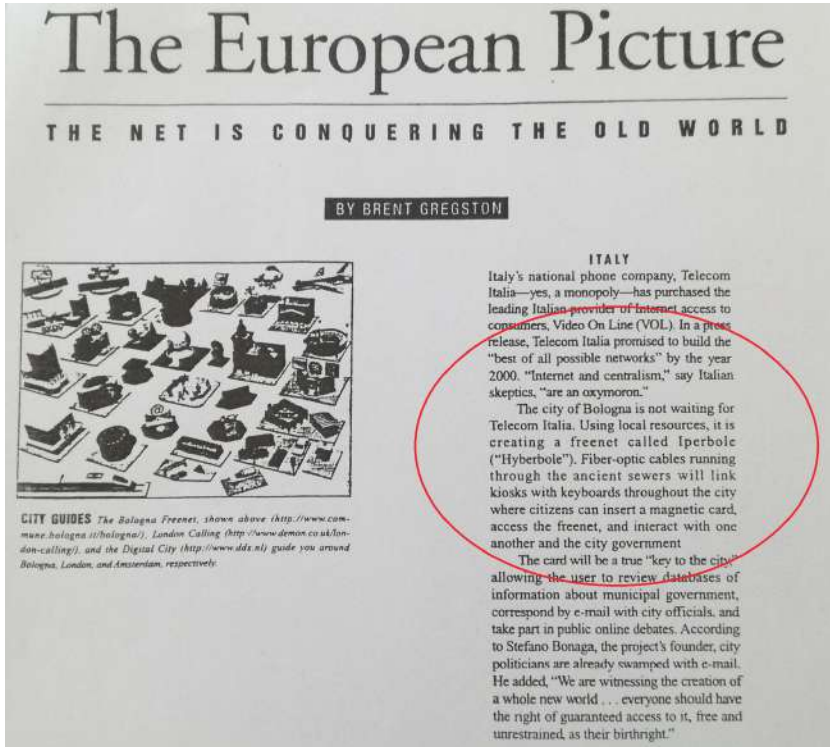 The European Picture
THE NET IS CONQUERING THE OLD WORLD
BY BRENT GREGSTON
CITY GUIDES The Bologna Freenet, shown above (http://www.com-
mune.bologna.it/bologna/), London Calling (http://www.demon.co.uk/lon-
don-calling/), and the Digital City (http://www.dds.nl) guide you around
Bologna, London, and Amsterdam, respectively.
ITALY
Italy's national phone company, Telecom
Italia—yes, a monopoly—has purchased the
leading Italian provider of Internet access to
consumers, Video On Line (VOL). In a press
release, Telecom Italia promised to build the
"best of all possible networks" by the year
2000. "Internet and centralism," say Italian
skeptics, "are an oxymoron."
The city of Bologna is not waiting for
Telecom Italia. Using local resources, it is
creating a freenet called Iperbole
("Hyberbole"). Fiber-optic cables running
through the ancient sewers will link
kiosks with keyboards throughout the city
where citizens can insert a magnetic card,
access the freenet, and interact with one
another and the city government
The card will be a true "key to the city,"
allowing the user to review databases of
information about municipal government,
correspond by e-mail with city officials, and
take part in public online debates. According
to Stefano Bonaga, the project's founder, city
politicians are already swamped with e-mail.
He added, "We are witnessing the creation of
a whole new world . . . everyone should have
the right of guaranteed access to it, free and
unrestrained, as their birthright."